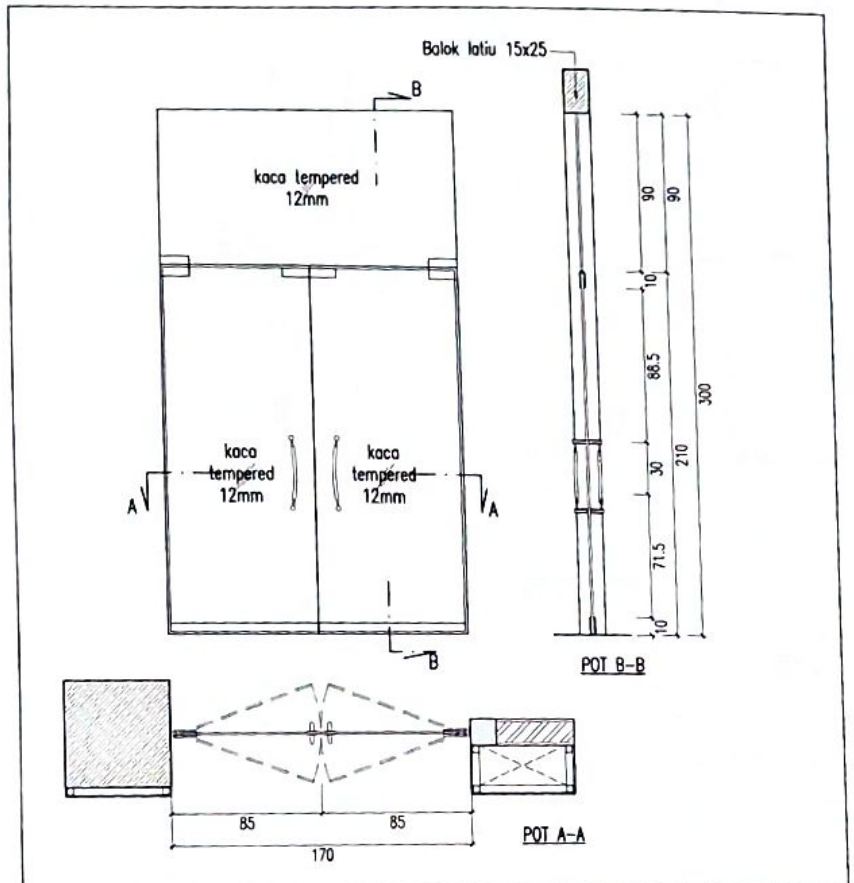 Balok latiu 15x25
B
kaca tempered
12mm
90
90
10
88.5
300
kaca
tempered
12mm
kaca
tempered
12mm
30
210
A
A
71.5
10
B
POT B-B
85
85
170
POT A-A